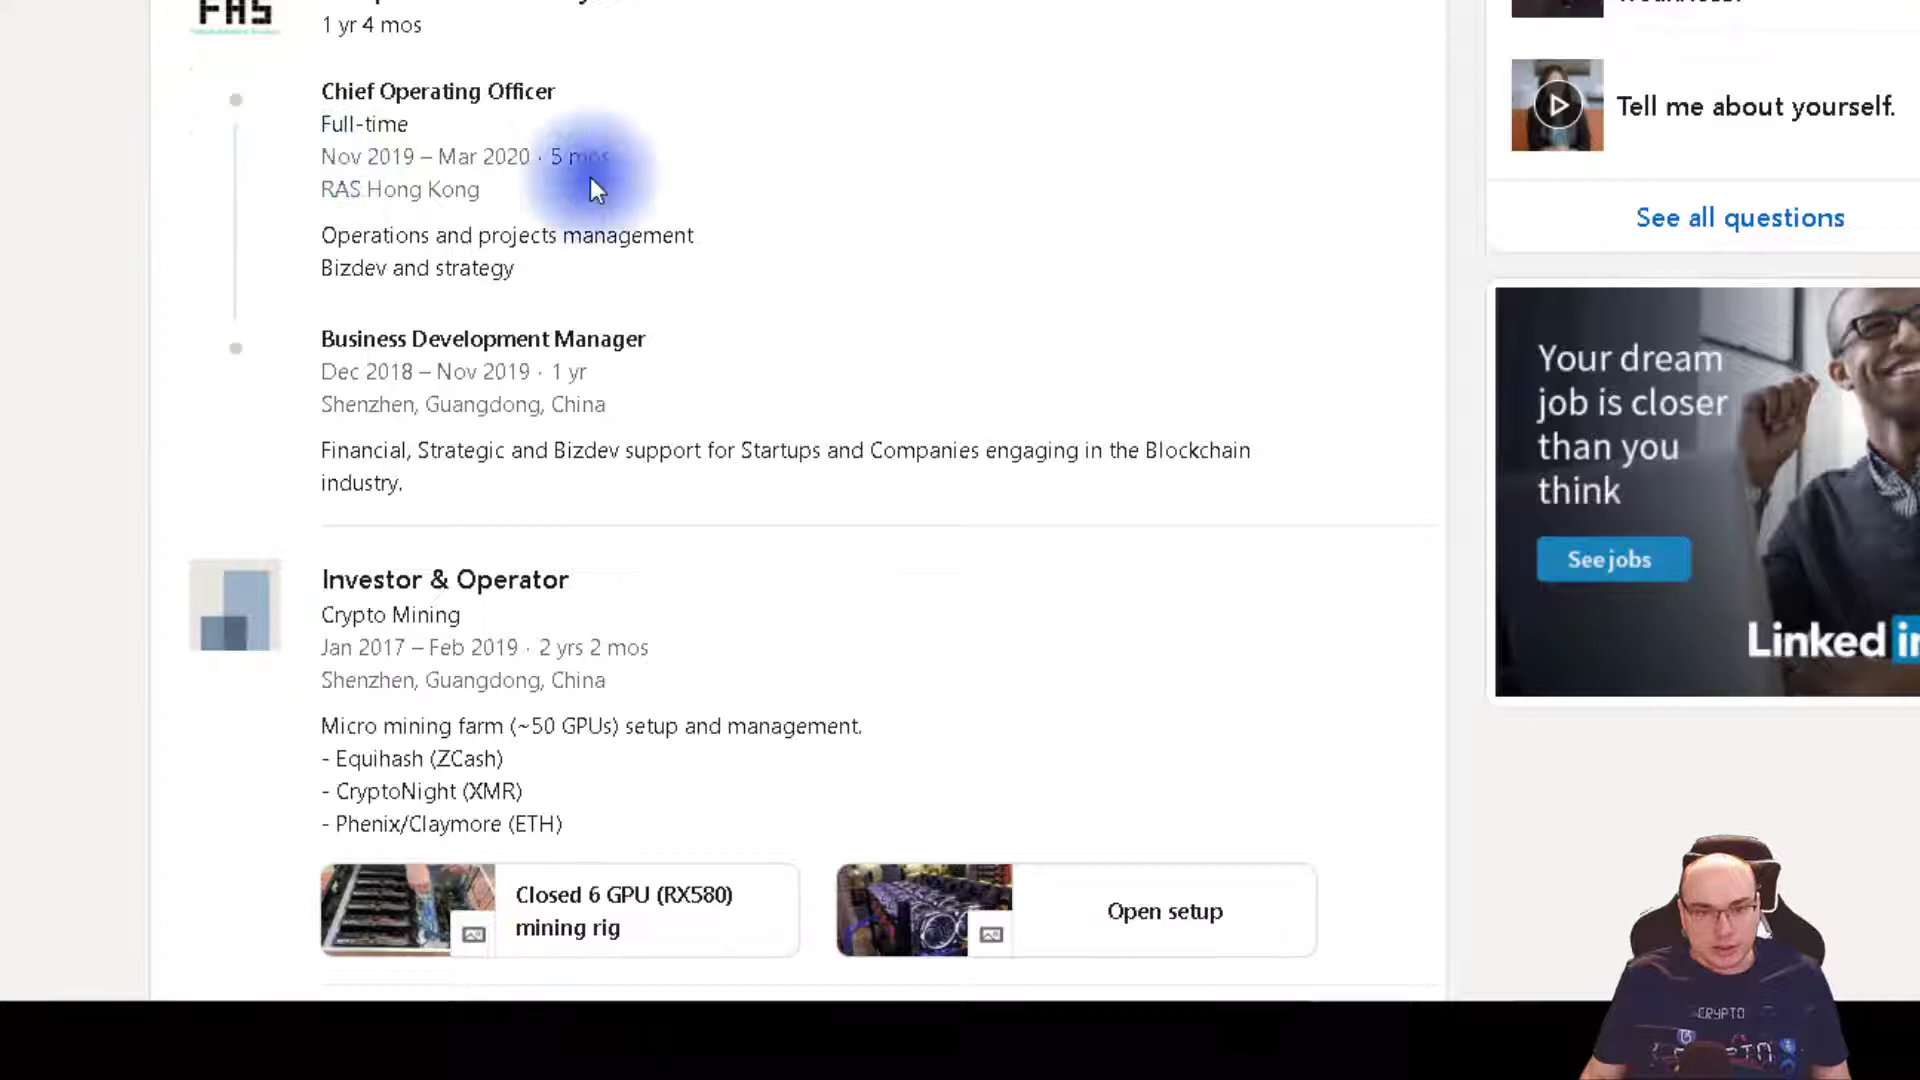 FAS
1 yr 4 mos
Chief Operating Officer
Full-time
Nov 2019 – Mar 2020 · 5 mos
RAS Hong Kong
Operations and projects management
Bizdev and strategy
Business Development Manager
Dec 2018 – Nov 2019 · 1 yr
Shenzhen, Guangdong, China
Financial, Strategic and Bizdev support for Startups and Companies engaging in the Blockchain
industry.
Investor & Operator
Crypto Mining
Jan 2017 – Feb 2019 · 2 yrs 2 mos
Shenzhen, Guangdong, China
Micro mining farm (~50 GPUs) setup and management.
- Equihash (ZCash)
- CryptoNight (XMR)
- Phenix/Claymore (ETH)
Closed 6 GPU (RX580)
mining rig
Open setup
Tell me about yourself.
See all questions
Your dream
job is closer
than you
think
See jobs
Linked in
CRYPTO